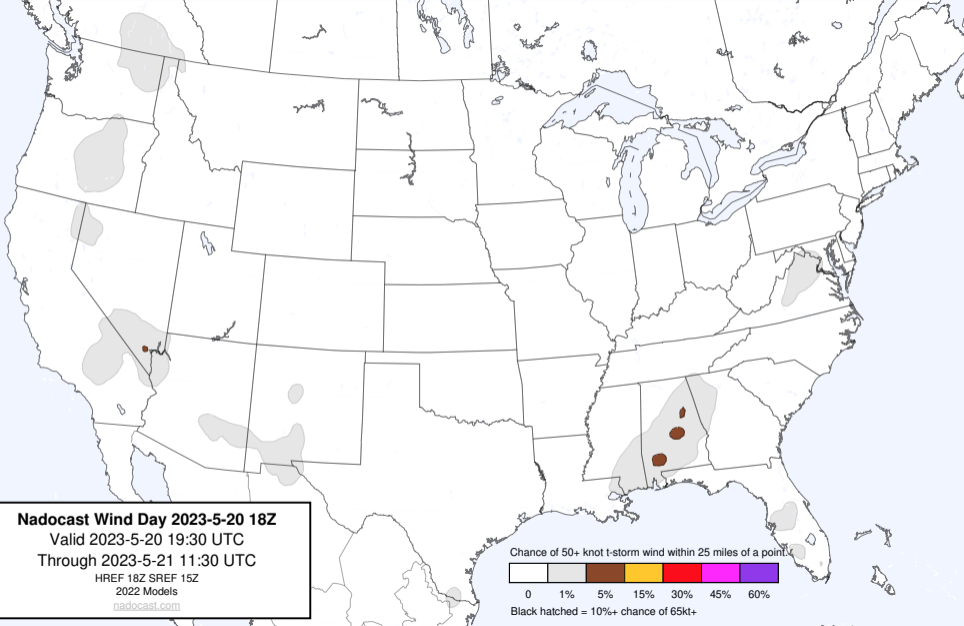 Nadocast Wind Day 2023-5-20 18Z
Valid 2023-5-20 19:30 UTC
Through 2023-5-21 11:30 UTC
HREF 18Z SREF 15Z
2022 Models
nadocast.com
Chance of 50+ knot t-storm wind within 25 miles of a point.
0 1% 5% 15% 30% 45% 60%
Black hatched = 10%+ chance of 65kt+